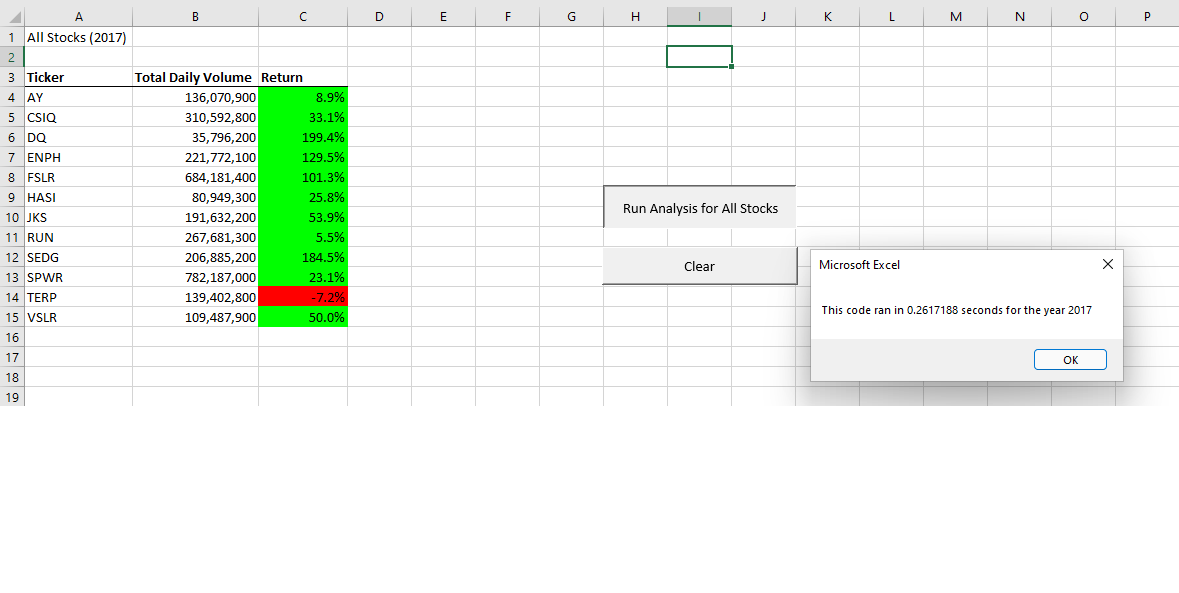 A B C D E F G H I J K L M N O P
1 All Stocks (2017)
2
3 Ticker Total Daily Volume Return
4 AY 136,070,900 8.9%
5 CSIQ 310,592,800 33.1%
6 DQ 35,796,200 199.4%
7 ENPH 221,772,100 129.5%
8 FSLR 684,181,400 101.3%
9 HASI 80,949,300 25.8%
10 JKS 191,632,200 53.9%
11 RUN 267,681,300 5.5%
12 SEDG 206,885,200 184.5%
13 SPWR 782,187,000 23.1%
14 TERP 139,402,800 -7.2%
15 VSLR 109,487,900 50.0%
16
17
18
19
Run Analysis for All Stocks
Clear
Microsoft Excel
This code ran in 0.2617188 seconds for the year 2017
OK